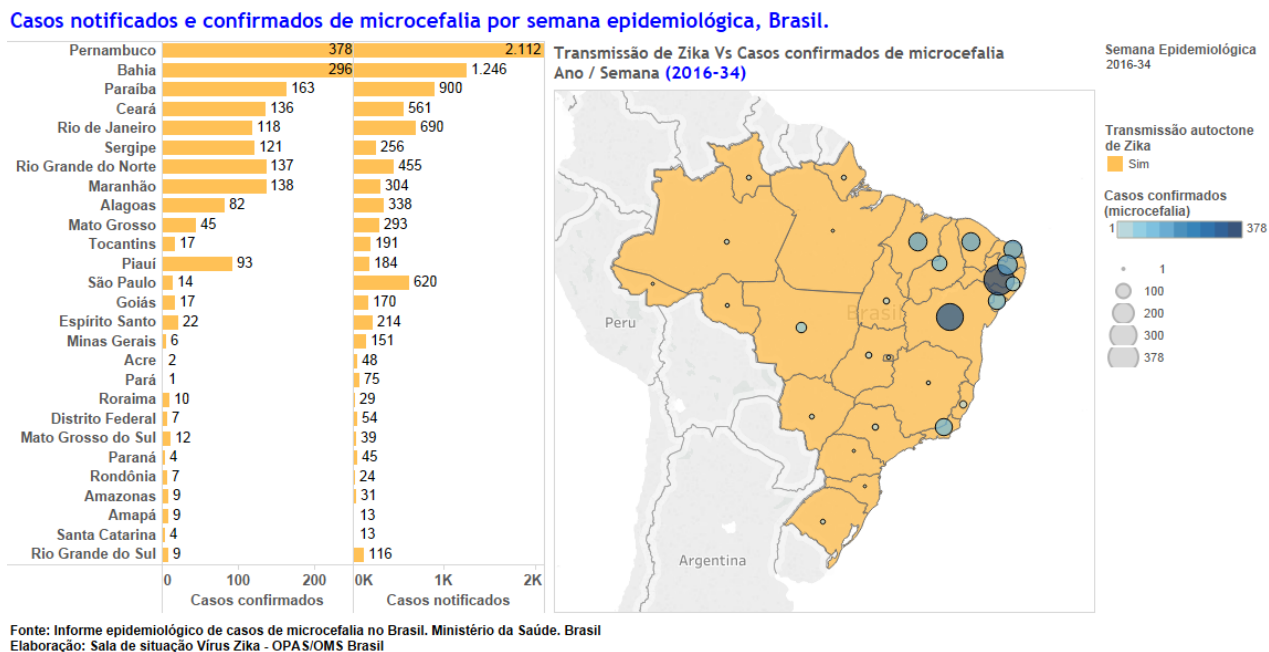 Casos notificados e confirmados de microcefalia por semana epidemiológica, Brasil.
Pernambuco 378 2.112
Bahia 296 1.246
Paraíba 163 900
Ceará 136 561
Rio de Janeiro 118 690
Sergipe 121 256
Rio Grande do Norte 137 455
Maranhão 138 304
Alagoas 82 338
Mato Grosso 45 293
Tocantins 17 191
Piauí 93 184
São Paulo 14 620
Goiás 17 170
Espírito Santo 22 214
Minas Gerais 6 151
Acre 2 48
Pará 1 75
Roraima 10 29
Distrito Federal 7 54
Mato Grosso do Sul 12 39
Paraná 4 45
Rondônia 7 24
Amazonas 9 31
Amapá 9 13
Santa Catarina 4 13
Rio Grande do Sul 9 116
0 100 200 0K 1K 2K
Casos confirmados Casos notificados
Transmissão de Zika Vs Casos confirmados de microcefalia
Ano / Semana (2016-34)
Brasil
Peru
Argentina
Semana Epidemiológica
2016-34
Transmissão autoctone
de Zika
Sim
Casos confirmados
(microcefalia)
1 378
1
100
200
300
378
Fonte: Informe epidemiológico de casos de microcefalia no Brasil. Ministério da Saúde. Brasil
Elaboração: Sala de situação Vírus Zika - OPAS/OMS Brasil